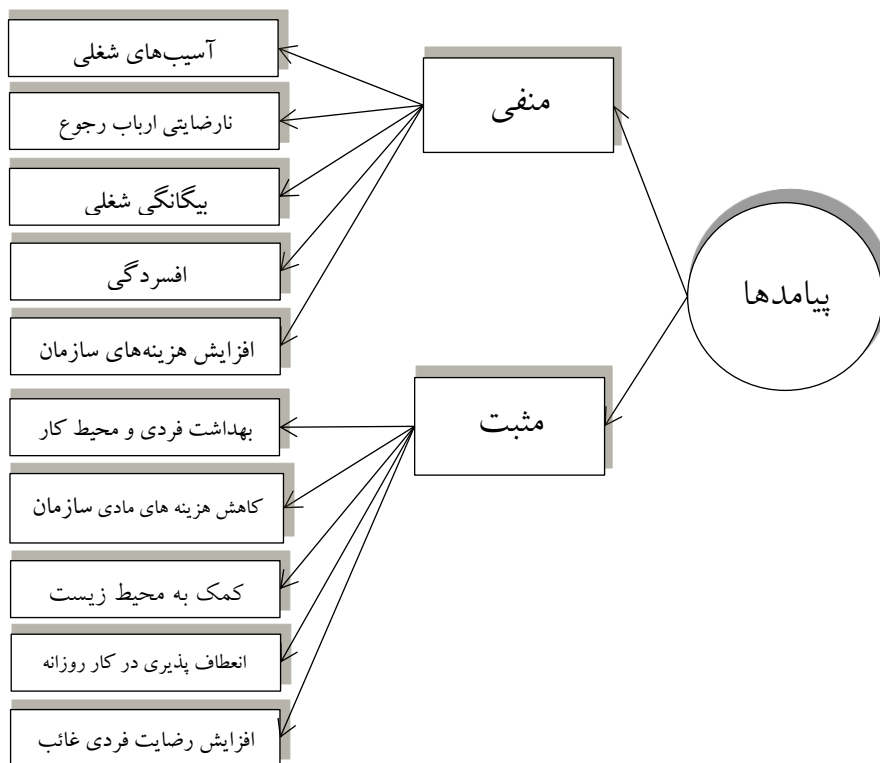 پیامدها
منفی
آسیب‌های شغلی
نارضایتی ارباب رجوع
بیگانگی شغلی
افسردگی
افزایش هزینه‌های سازمان
مثبت
بهداشت فردی و محیط کار
کاهش هزینه های مادی سازمان
کمک به محیط زیست
انعطاف پذیری در کار روزانه
افزایش رضایت فردی غائب